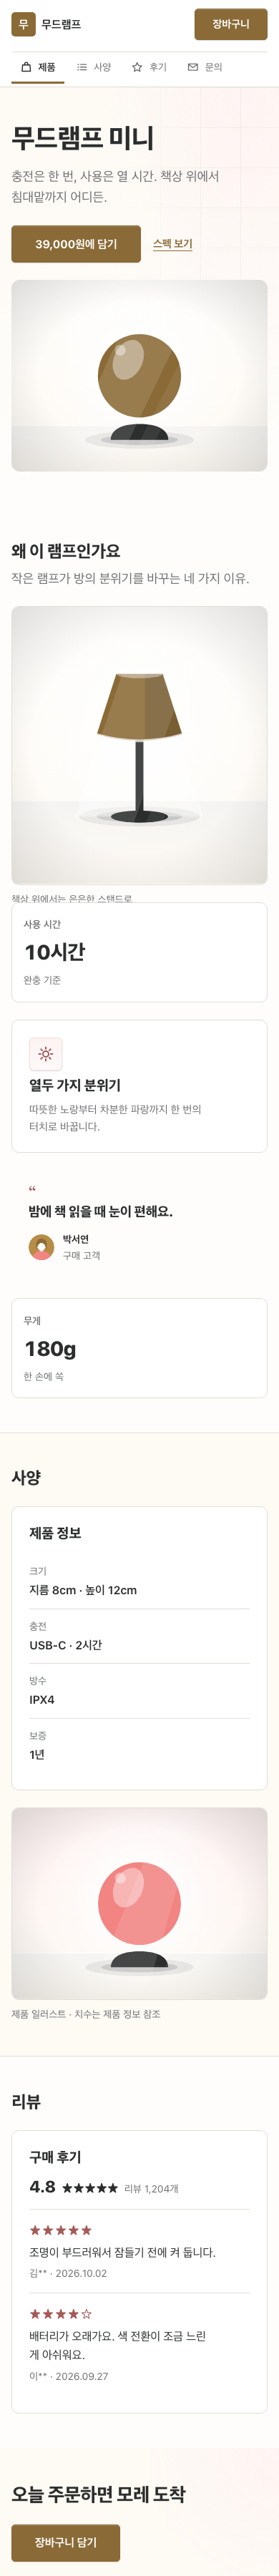 무 무드램프
장바구니
제품 사양 후기 문의
무드램프 미니
충전은 한 번, 사용은 열 시간. 책상 위에서
침대맡까지 어디든.
39,000원에 담기 스펙 보기
왜 이 램프인가요
작은 램프가 방의 분위기를 바꾸는 네 가지 이유.
책상 위에서는 은은한 스탠드로
사용 시간
10시간
완충 기준
열두 가지 분위기
따뜻한 노랑부터 차분한 파랑까지 한 번의
터치로 바꿉니다.
“
밤에 책 읽을 때 눈이 편해요.
박서연
구매 고객
무게
180g
한 손에 쏙
사양
제품 정보
크기
지름 8cm · 높이 12cm
충전
USB-C · 2시간
방수
IPX4
보증
1년
제품 일러스트 · 치수는 제품 정보 참조
리뷰
구매 후기
4.8 ★★★★★ 리뷰 1,204개
★★★★★
조명이 부드러워서 잠들기 전에 켜 둡니다.
김** · 2026.10.02
★★★★☆
배터리가 오래가요. 색 전환이 조금 느린
게 아쉬워요.
이** · 2026.09.27
오늘 주문하면 모레 도착
장바구니 담기